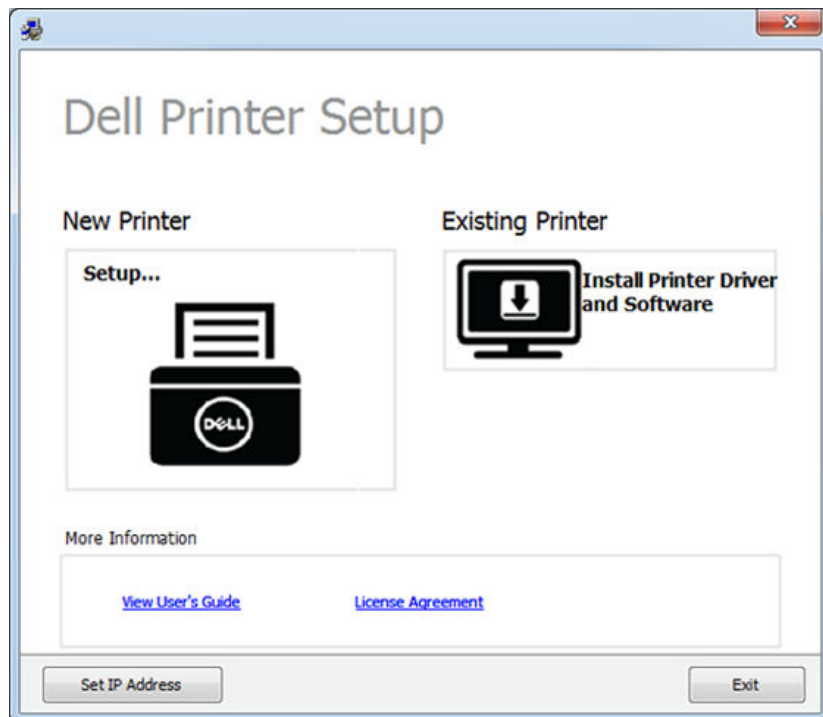 Dell Printer Setup
New Printer
Setup...
DELL
Existing Printer
Install Printer Driver
and Software
More Information
View User's Guide
License Agreement
Set IP Address
Exit